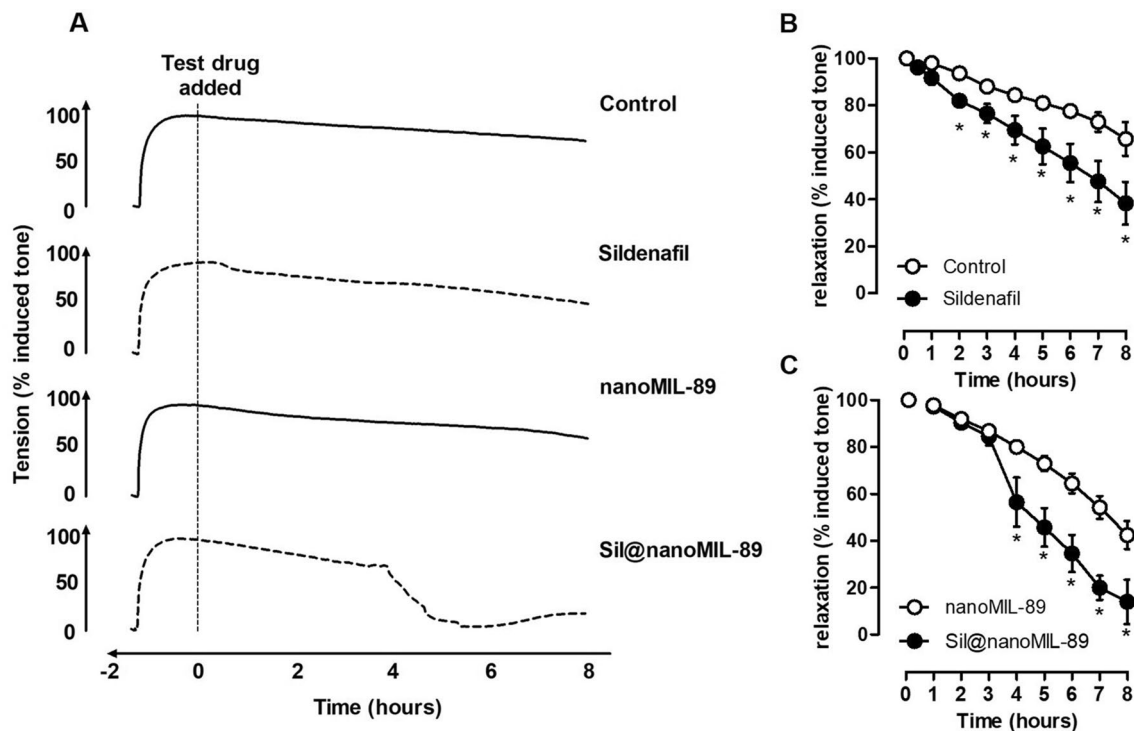 A
Test drug
added
Tension (% induced tone)
100
50
0
Control
100
50
0
Sildenafil
100
50
0
nanoMIL-89
100
50
0
Sil@nanoMIL-89
-2 0 2 4 6 8
Time (hours)
B
relaxation (% induced tone)
100
80
60
40
20
0
* * * * * * *
Control
Sildenafil
0 1 2 3 4 5 6 7 8
Time (hours)
C
relaxation (% induced tone)
100
80
60
40
20
0
* * * * *
nanoMIL-89
Sil@nanoMIL-89
0 1 2 3 4 5 6 7 8
Time (hours)